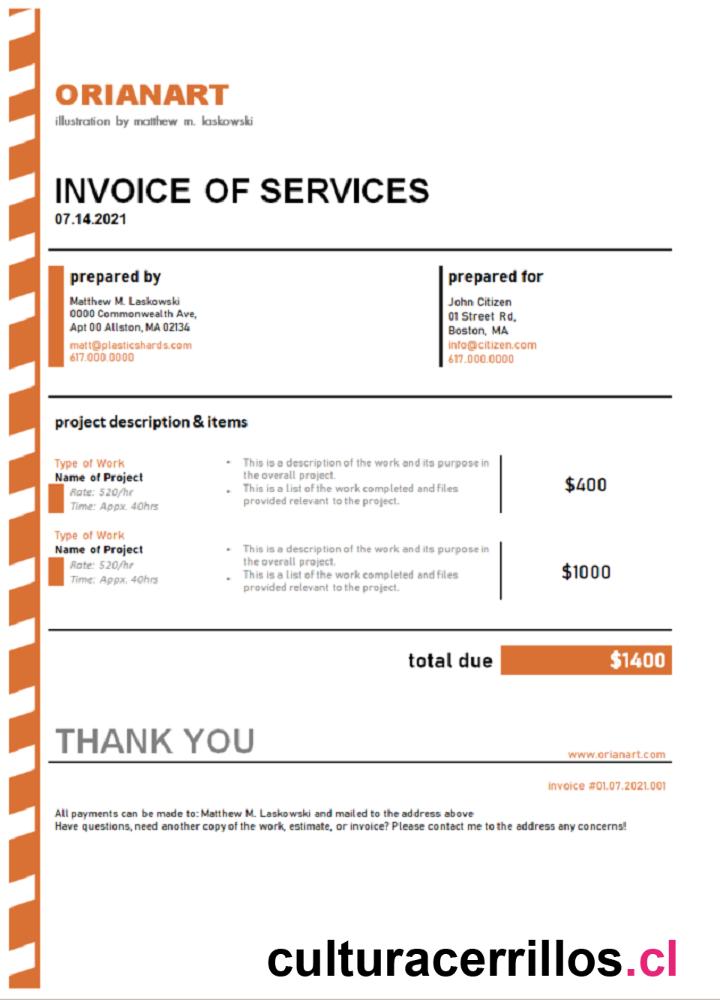 ORIANART
illustration by matthew m. laskowski
INVOICE OF SERVICES
07.14.2021
prepared by
Matthew M. Laskowski
0000 Commonwealth Ave,
Apt 00 Allston, MA 02134
matt@plasticshards.com
617.000.0000
prepared for
John Citizen
01 Street Rd,
Boston, MA
info@citizen.com
617.000.0000
project description & items
Type of Work
Name of Project
Rate: $20/hr
Time: Appx. 40hrs
• This is a description of the work and its purpose in
the overall project.
• This is a list of the work completed and files
provided relevant to the project.
$400
Type of Work
Name of Project
Rate: $20/hr
Time: Appx. 40hrs
• This is a description of the work and its purpose in
the overall project.
• This is a list of the work completed and files
provided relevant to the project.
$1000
total due $1400
THANK YOU
www.orianart.com
invoice #01.07.2021.001
All payments can be made to: Matthew M. Laskowski and mailed to the address above
Have questions, need another copy of the work, estimate, or invoice? Please contact me to the address any concerns!
culturacerrillos.cl